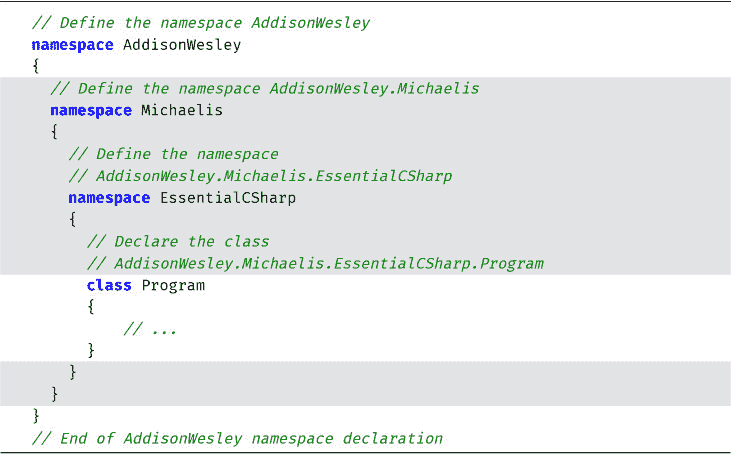 // Define the namespace AddisonWesley
namespace AddisonWesley
{
  // Define the namespace AddisonWesley.Michaelis
  namespace Michaelis
  {
    // Define the namespace
    // AddisonWesley.Michaelis.EssentialCSharp
    namespace EssentialCSharp
    {
      // Declare the class
      // AddisonWesley.Michaelis.EssentialCSharp.Program
      class Program
      {
          // ...
      }
    }
  }
}
// End of AddisonWesley namespace declaration